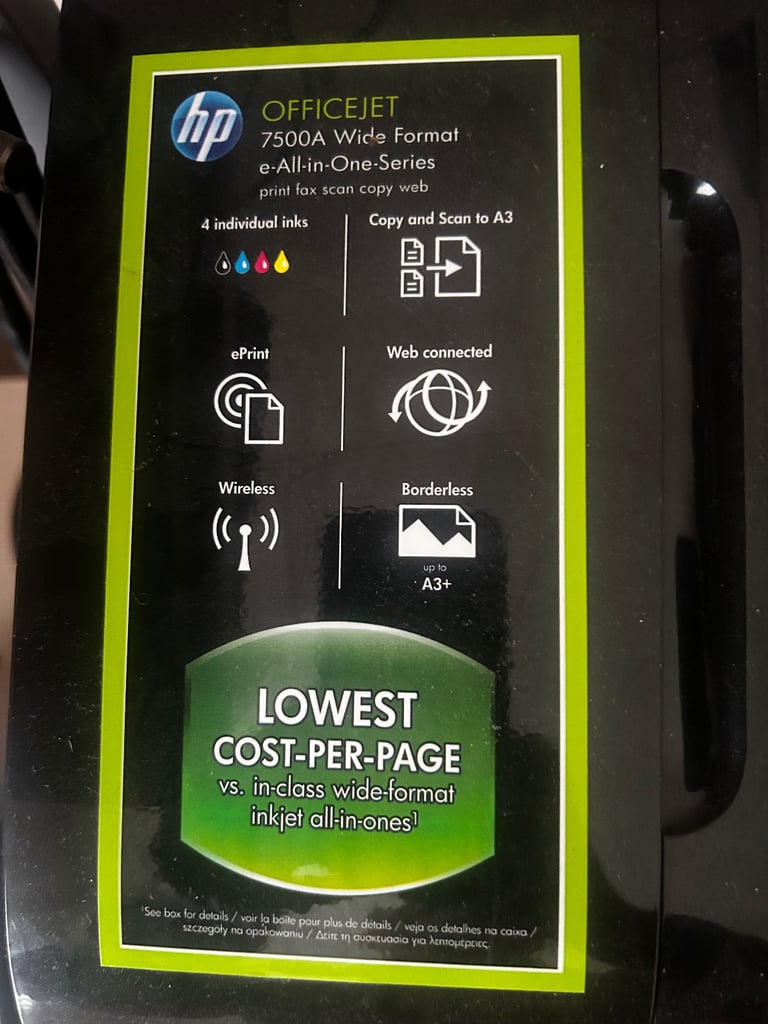 hp
OFFICEJET
7500A Wide Format
e-All-in-One-Series
print fax scan copy web
4 individual inks
Copy and Scan to A3
ePrint
Web connected
Wireless
Borderless
up to
A3+
LOWEST
COST-PER-PAGE
vs. in-class wide-format
inkjet all-in-ones¹
¹See box for details / voir la boîte pour plus de détails / veja os detalhes na caixa /
szczegóły na opakowaniu / Δείτε τη συσκευασία για λεπτομέρειες.